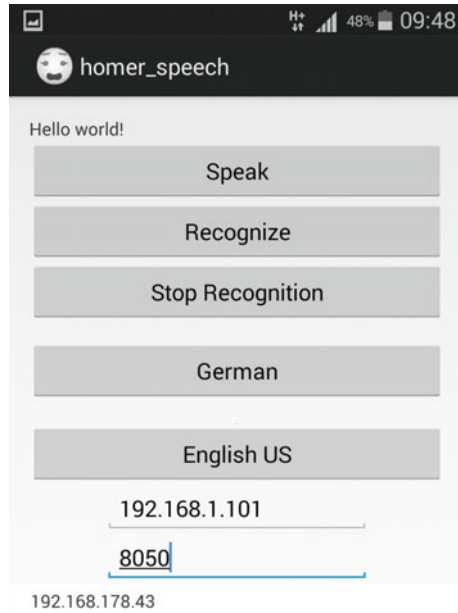 H+ 48% 09:48
homer_speech
Hello world!
Speak
Recognize
Stop Recognition
German
English US
192.168.1.101
8050
192.168.178.43